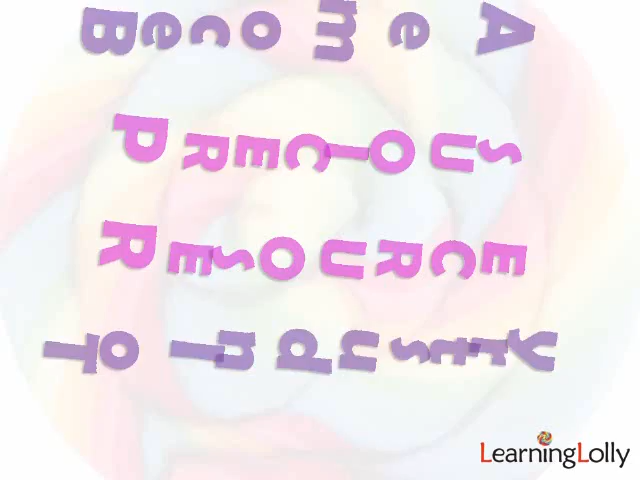 Become A
PRECIOUS
RESOURCE
To Industry
LearningLolly